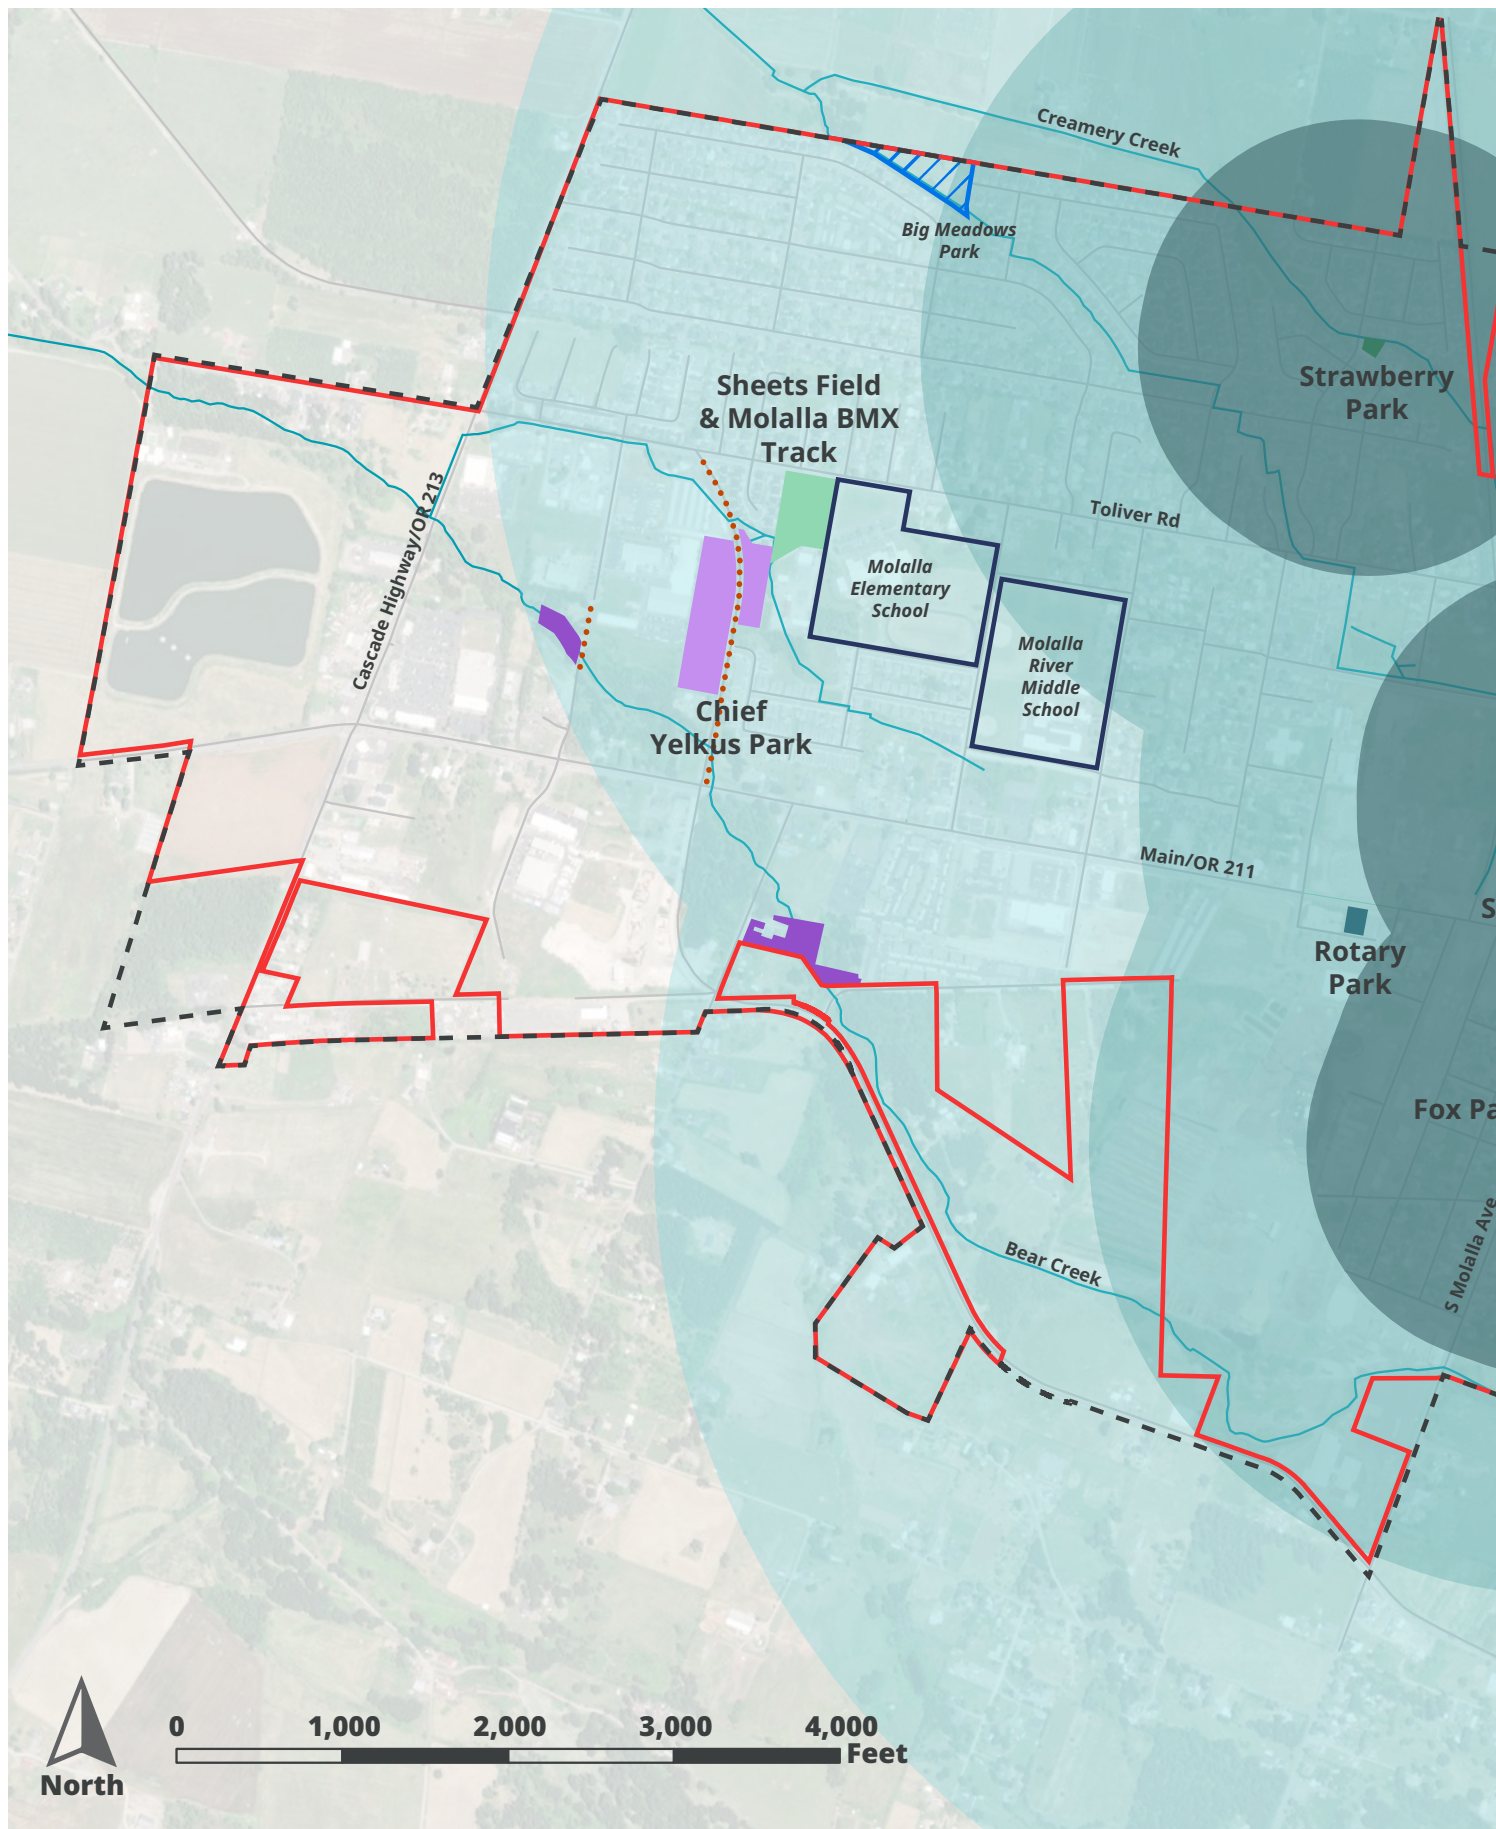 Creamery Creek
Big Meadows
Park
Strawberry
Park
Sheets Field
& Molalla BMX
Track
Toliver Rd
Cascade Highway/OR 213
Molalla
Elementary
School
Molalla
River
Middle
School
Chief
Yelkus Park
Main/OR 211
S
Rotary
Park
Fox Pa
S Molalla Ave
Bear Creek
0 1,000 2,000 3,000 4,000
Feet
North